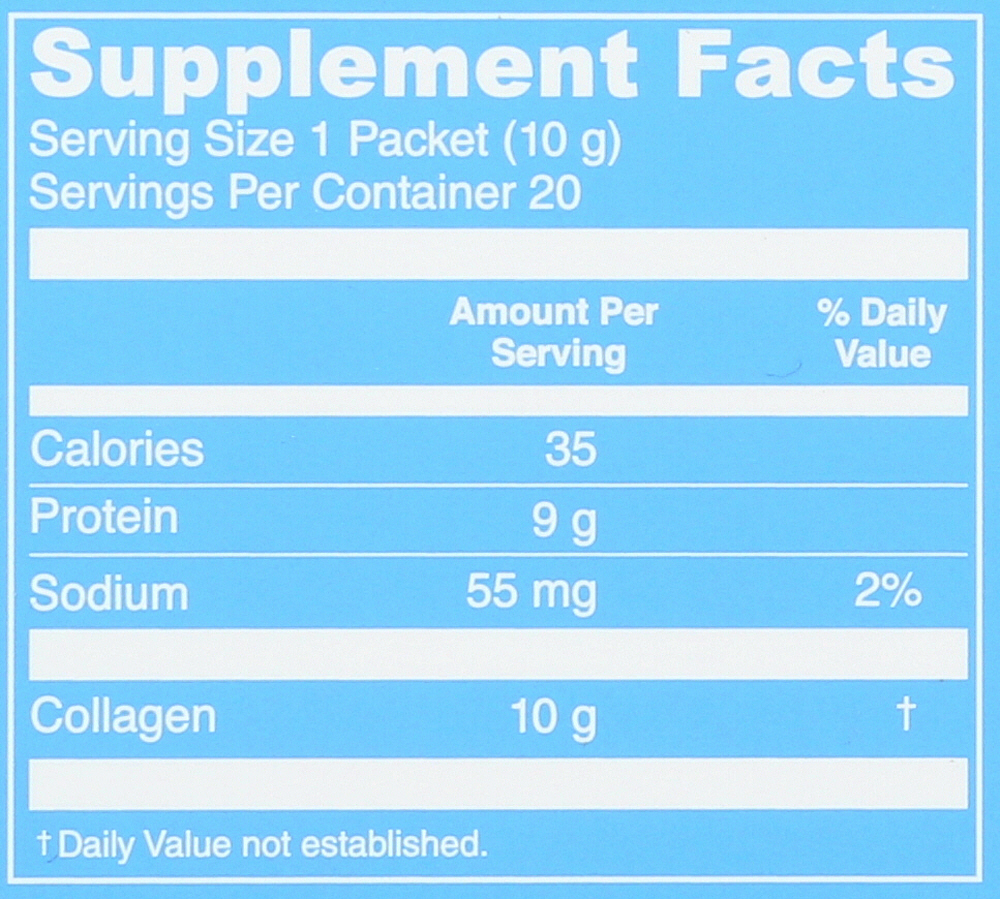 Supplement Facts
Serving Size 1 Packet (10 g)
Servings Per Container 20
Amount Per % Daily
Serving Value
Calories 35
Protein 9 g
Sodium 55 mg 2%
Collagen 10 g †
† Daily Value not established.